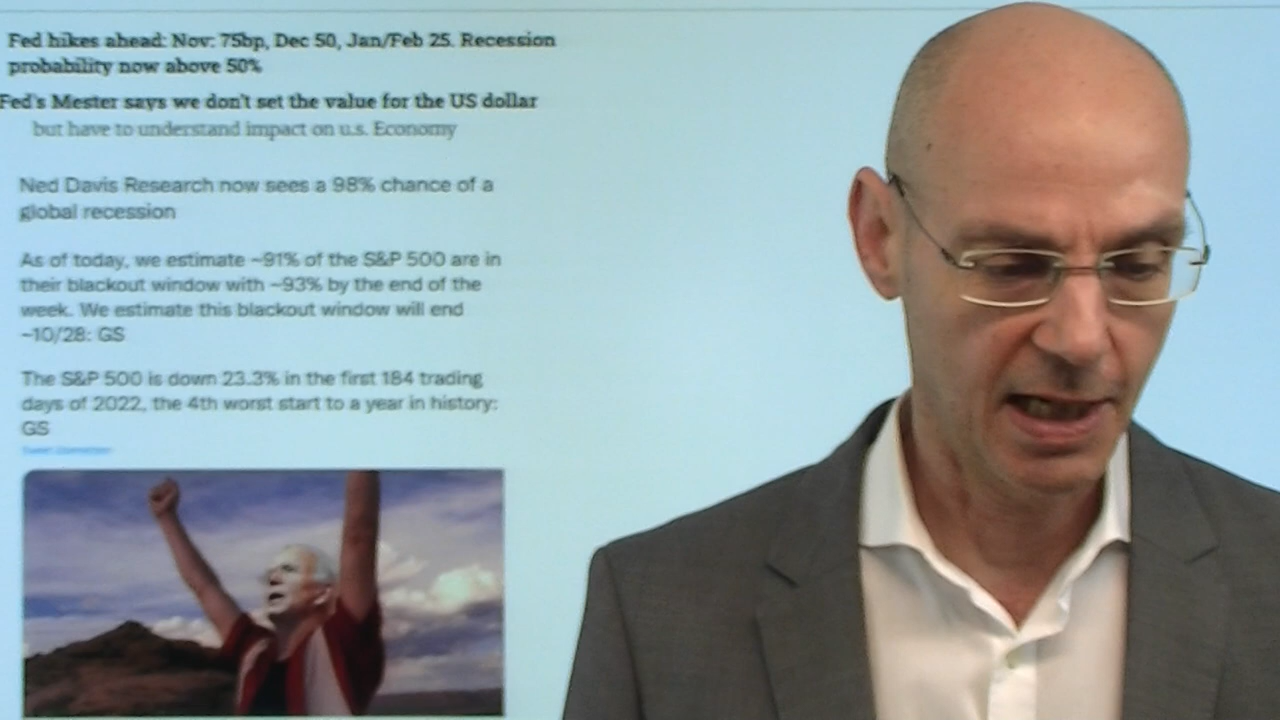 Fed hikes ahead: Nov: 75bp, Dec 50, Jan/Feb 25. Recession
probability now above 50%
Fed's Mester says we don't set the value for the US dollar
but have to understand impact on u.s. Economy
Ned Davis Research now sees a 98% chance of a
global recession
As of today, we estimate ~91% of the S&P 500 are in
their blackout window with ~93% by the end of the
week. We estimate this blackout window will end
~10/28: GS
The S&P 500 is down 23.3% in the first 184 trading
days of 2022, the 4th worst start to a year in history:
GS